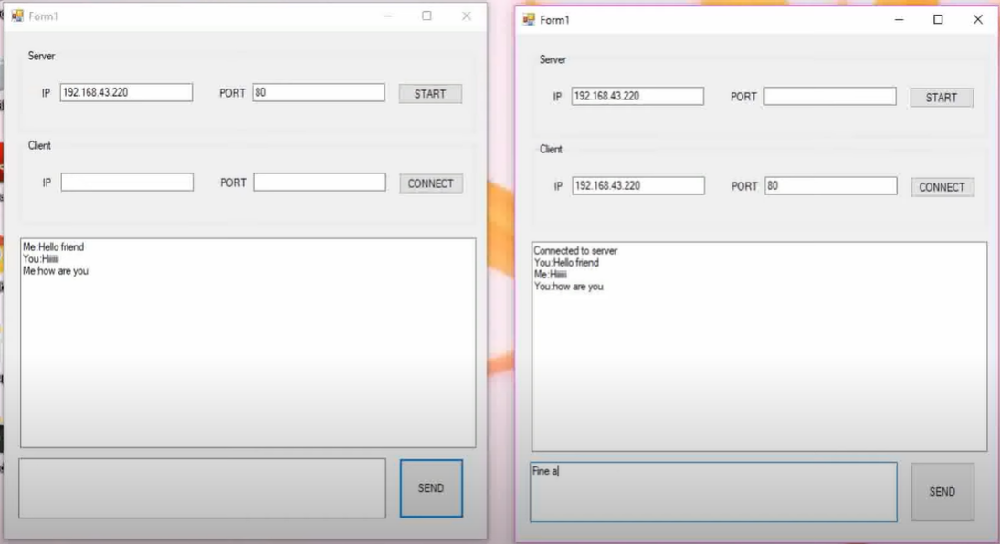 Form1
Server
IP 192.168.43.220 PORT 80 START
Client
IP PORT CONNECT
Me:Hello friend
You:Hiiiii
Me:how are you
SEND
Form1
Server
IP 192.168.43.220 PORT START
Client
IP 192.168.43.220 PORT 80 CONNECT
Connected to server
You:Hello friend
Me:Hiiiii
You:how are you
Fine a
SEND